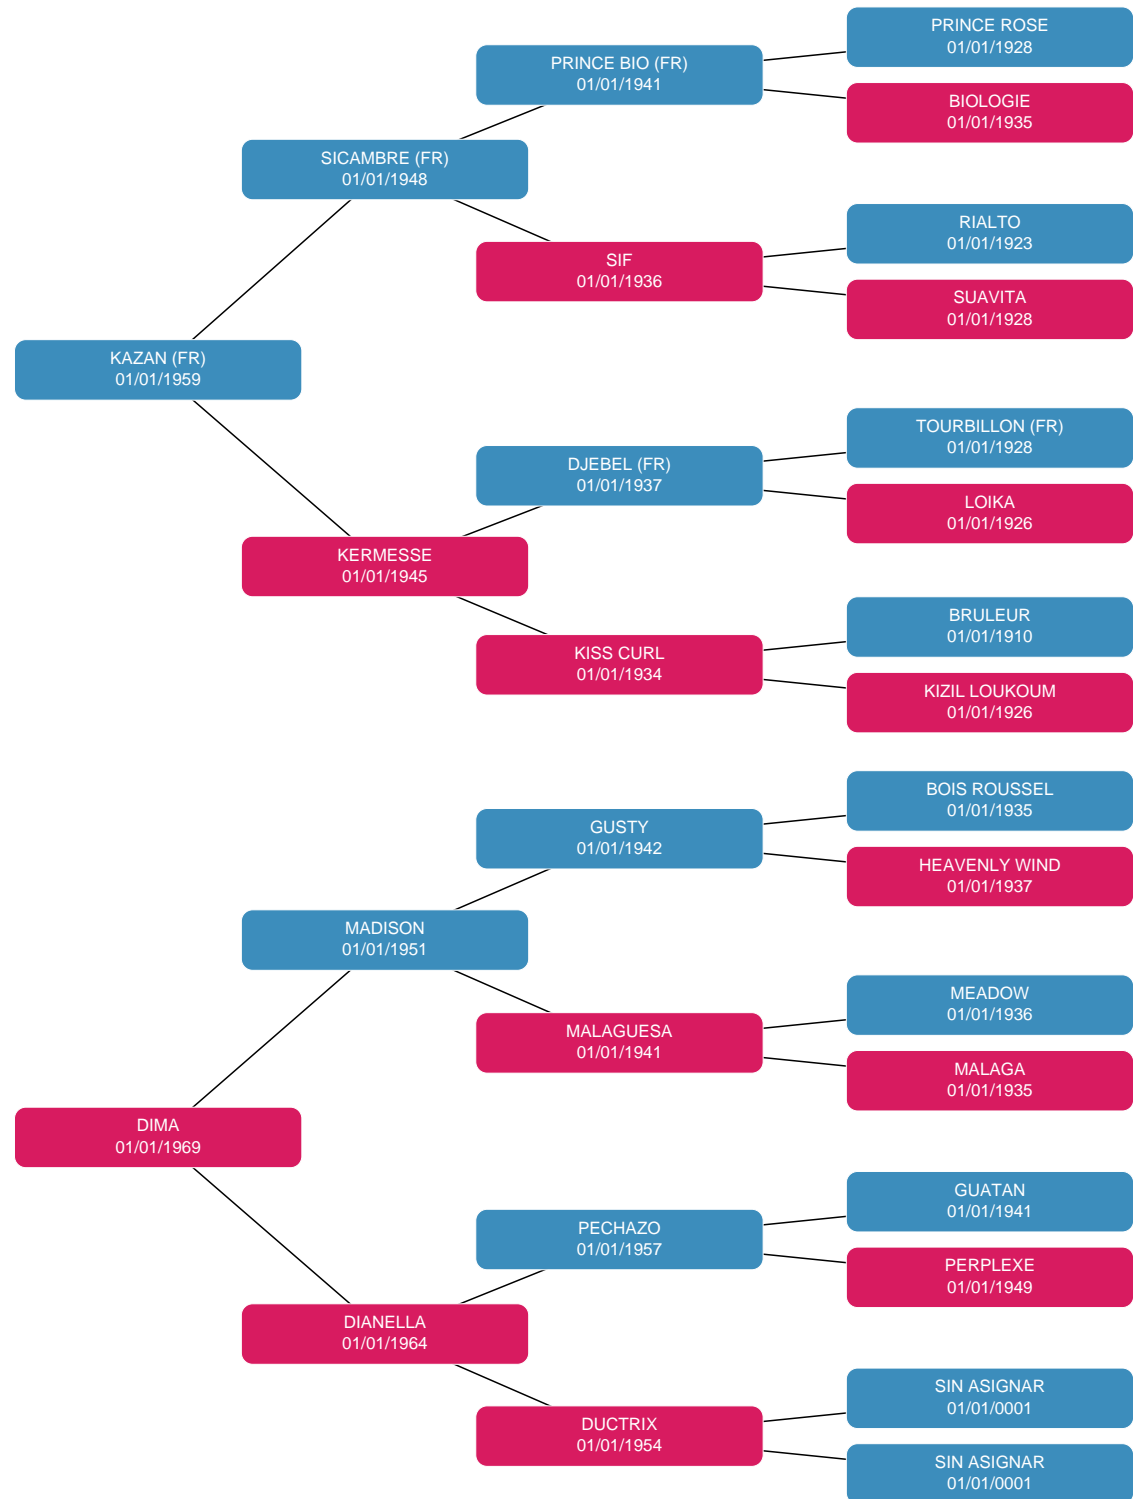 PRINCE ROSE
01/01/1928
PRINCE BIO (FR)
01/01/1941
BIOLOGIE
01/01/1935
SICAMBRE (FR)
01/01/1948
RIALTO
01/01/1923
SIF
01/01/1936
SUAVITA
01/01/1928
KAZAN (FR)
01/01/1959
TOURBILLON (FR)
01/01/1928
DJEBEL (FR)
01/01/1937
LOIKA
01/01/1926
KERMESSE
01/01/1945
BRULEUR
01/01/1910
KISS CURL
01/01/1934
KIZIL LOUKOUM
01/01/1926
BOIS ROUSSEL
01/01/1935
GUSTY
01/01/1942
HEAVENLY WIND
01/01/1937
MADISON
01/01/1951
MEADOW
01/01/1936
MALAGUESA
01/01/1941
MALAGA
01/01/1935
DIMA
01/01/1969
GUATAN
01/01/1941
PECHAZO
01/01/1957
PERPLEXE
01/01/1949
DIANELLA
01/01/1964
SIN ASIGNAR
01/01/0001
DUCTRIX
01/01/1954
SIN ASIGNAR
01/01/0001